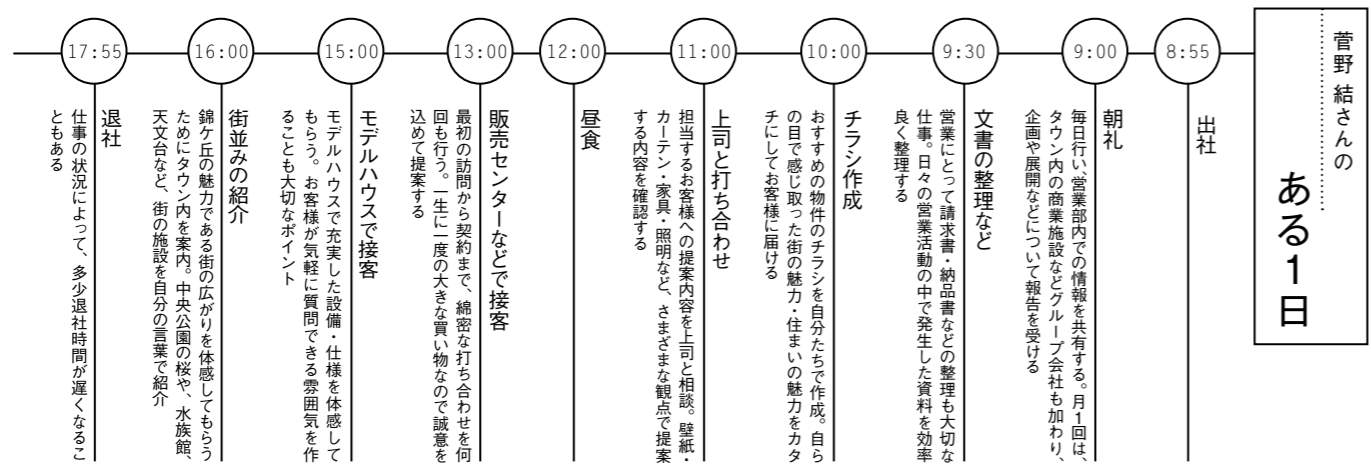 菅野 結さんの
ある1日
8:55
出社
9:00
朝礼
毎日行い、営業部内での情報を共有する。月1回は、
タウン内の商業施設などグループ会社も加わり、
企画や展開などについて報告を受ける
9:30
文書の整理など
営業にとって請求書・納品書などの整理も大切な
仕事。日々の営業活動の中で発生した資料を効率
良く整理する
10:00
チラシ作成
おすすめの物件のチラシを自分たちで作成。自ら
の目で感じ取った街の魅力・住まいの魅力をカタ
チにしてお客様に届ける
11:00
上司と打ち合わせ
担当するお客様への提案内容を上司と相談。壁紙・
カーテン・家具・照明など、さまざまな観点で提案
する内容を確認する
12:00
昼食
13:00
販売センターなどで接客
最初の訪問から契約まで、綿密な打ち合わせを何
回も行う。一生に一度の大きな買い物なので誠意を
込めて提案する
15:00
モデルハウスで接客
モデルハウスで充実した設備・仕様を体感して
もらう。お客様が気軽に質問できる雰囲気を作
ることも大切なポイント
16:00
街並みの紹介
錦ケ丘の魅力である街の広がりを体感してもらう
ためにタウン内を案内。中央公園の桜や、水族館、
天文台など、街の施設を自分の言葉で紹介
17:55
退社
仕事の状況によって、多少退社時間が遅くなるこ
ともある